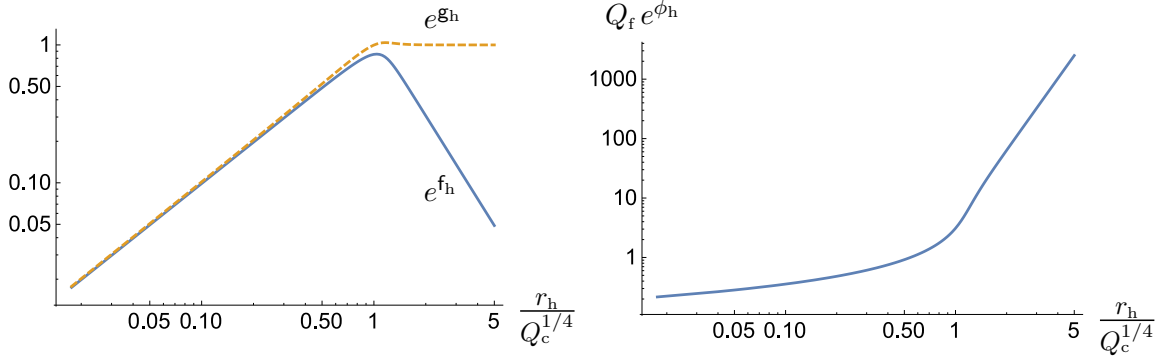 e^{g_h}
1
0.50
0.10
0.05
e^{f_h}
0.05 0.10 0.50 1 5
r_h / Q_c^{1/4}
Q_f e^{ϕ_h}
1000
100
10
1
0.05 0.10 0.50 1 5
r_h / Q_c^{1/4}